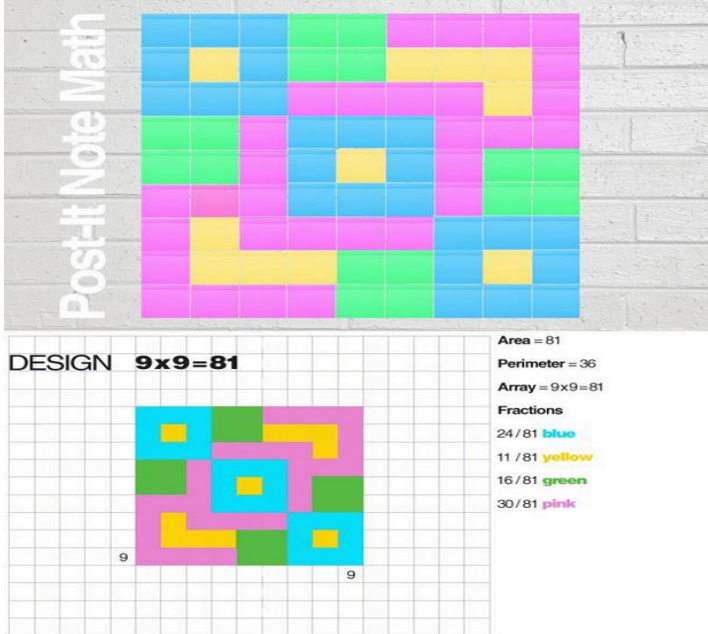 Post-It Note Math
DESIGN 9x9=81
9
9
Area = 81
Perimeter = 36
Array = 9x9=81
Fractions
24/81 blue
11/81 yellow
16/81 green
30/81 pink